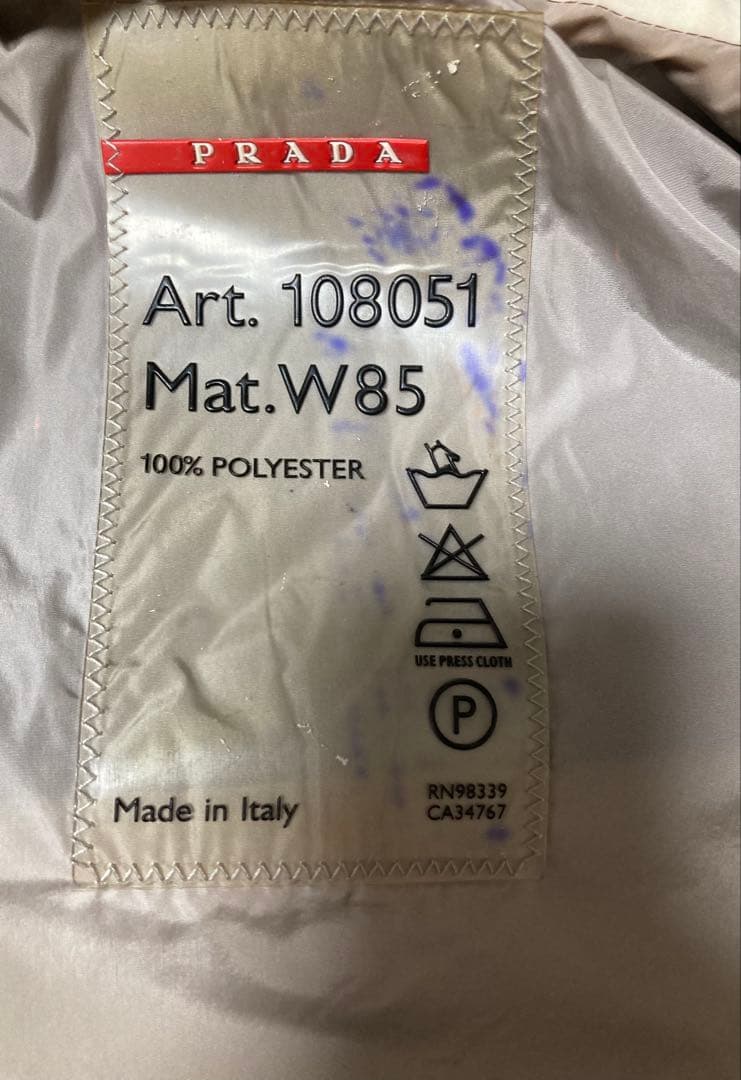 PRADA
Art. 108051
Mat. W85
100% POLYESTER
USE PRESS CLOTH
P
Made in Italy
RN98339
CA34767